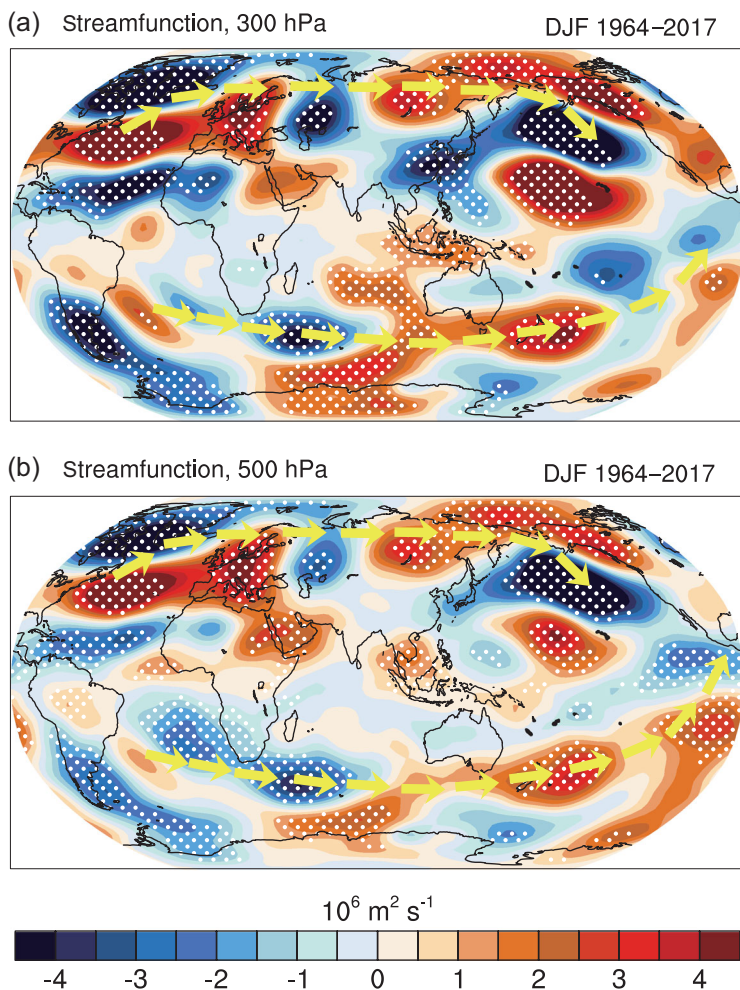 (a) Streamfunction, 300 hPa DJF 1964–2017
(b) Streamfunction, 500 hPa DJF 1964–2017
10⁶ m² s⁻¹
-4 -3 -2 -1 0 1 2 3 4